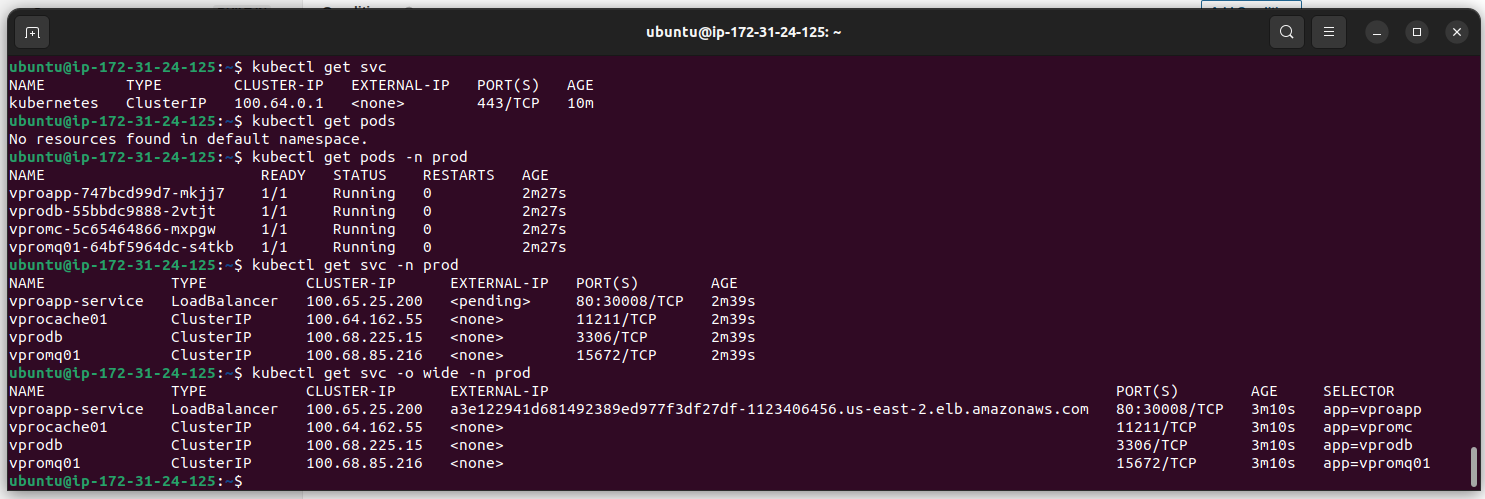 ubuntu@ip-172-31-24-125: ~
ubuntu@ip-172-31-24-125:~$ kubectl get svc
NAME         TYPE        CLUSTER-IP   EXTERNAL-IP   PORT(S)   AGE
kubernetes   ClusterIP   100.64.0.1   <none>        443/TCP   10m
ubuntu@ip-172-31-24-125:~$ kubectl get pods
No resources found in default namespace.
ubuntu@ip-172-31-24-125:~$ kubectl get pods -n prod
NAME                        READY   STATUS    RESTARTS   AGE
vproapp-747bcd99d7-mkjj7    1/1     Running   0          2m27s
vprodb-55bbdc9888-2vtjt     1/1     Running   0          2m27s
vpromc-5c65464866-mxpgw     1/1     Running   0          2m27s
vpromq01-64bf5964dc-s4tkb   1/1     Running   0          2m27s
ubuntu@ip-172-31-24-125:~$ kubectl get svc -n prod
NAME              TYPE           CLUSTER-IP      EXTERNAL-IP   PORT(S)        AGE
vproapp-service   LoadBalancer   100.65.25.200   <pending>     80:30008/TCP   2m39s
vprocache01       ClusterIP      100.64.162.55   <none>        11211/TCP      2m39s
vprodb            ClusterIP      100.68.225.15   <none>        3306/TCP       2m39s
vpromq01          ClusterIP      100.68.85.216   <none>        15672/TCP      2m39s
ubuntu@ip-172-31-24-125:~$ kubectl get svc -o wide -n prod
NAME              TYPE           CLUSTER-IP      EXTERNAL-IP                                                               PORT(S)        AGE     SELECTOR
vproapp-service   LoadBalancer   100.65.25.200   a3e122941d681492389ed977f3df27df-1123406456.us-east-2.elb.amazonaws.com   80:30008/TCP   3m10s   app=vproapp
vprocache01       ClusterIP      100.64.162.55   <none>                                                                    11211/TCP      3m10s   app=vpromc
vprodb            ClusterIP      100.68.225.15   <none>                                                                    3306/TCP       3m10s   app=vprodb
vpromq01          ClusterIP      100.68.85.216   <none>                                                                    15672/TCP      3m10s   app=vpromq01
ubuntu@ip-172-31-24-125:~$